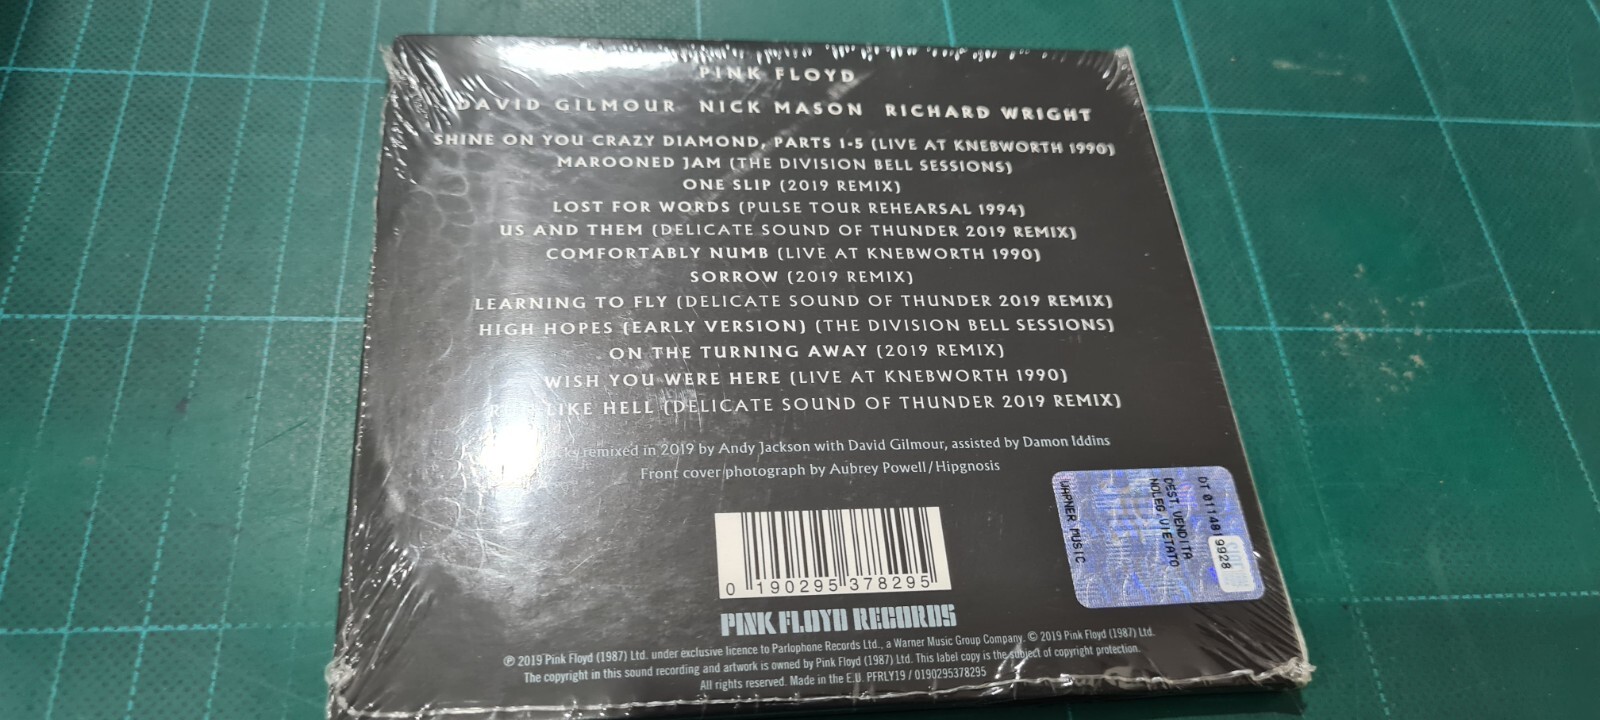 PINK FLOYD
DAVID GILMOUR NICK MASON RICHARD WRIGHT
SHINE ON YOU CRAZY DIAMOND, PARTS 1-5 (LIVE AT KNEBWORTH 1990)
MAROONED JAM (THE DIVISION BELL SESSIONS)
ONE SLIP (2019 REMIX)
LOST FOR WORDS (PULSE TOUR REHEARSAL 1994)
US AND THEM (DELICATE SOUND OF THUNDER 2019 REMIX)
COMFORTABLY NUMB (LIVE AT KNEBWORTH 1990)
SORROW (2019 REMIX)
LEARNING TO FLY (DELICATE SOUND OF THUNDER 2019 REMIX)
HIGH HOPES (EARLY VERSION) (THE DIVISION BELL SESSIONS)
ON THE TURNING AWAY (2019 REMIX)
WISH YOU WERE HERE (LIVE AT KNEBWORTH 1990)
LIKE HELL (DELICATE SOUND OF THUNDER 2019 REMIX)
remixed in 2019 by Andy Jackson with David Gilmour, assisted by Damon Iddins
Front cover photograph by Aubrey Powell/Hipgnosis
0 190295 378295
PINK FLOYD RECORDS
℗ 2019 Pink Floyd (1987) Ltd. under exclusive licence to Parlophone Records Ltd., a Warner Music Group Company. © 2019 Pink Floyd (1987) Ltd.
The copyright in this sound recording and artwork is owned by Pink Floyd (1987) Ltd. This label copy is the subject of copyright protection.
All rights reserved. Made in the E.U. PFRLY19 / 0190295378295
DT 0114819928
DEST. VENDITA
NOLEG VIETATO
WARNER MUSIC